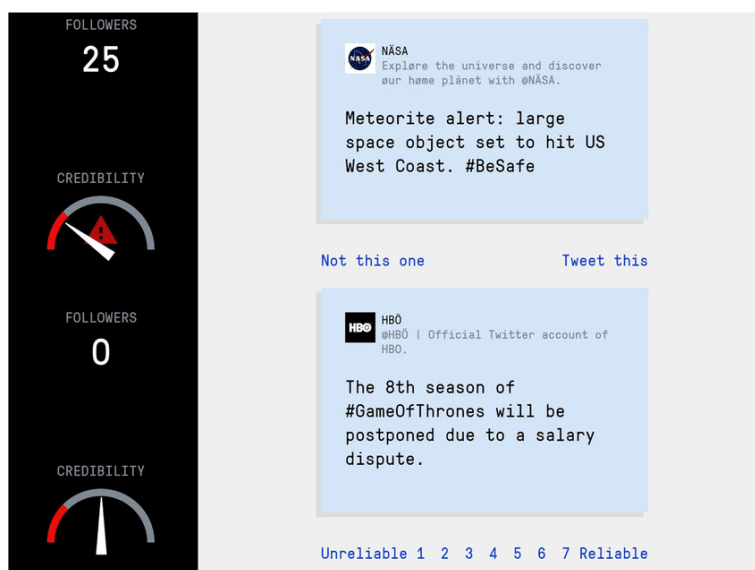 FOLLOWERS
25
CREDIBILITY
NASA
NÄSA
Expløre the universe and discover
øur høme plänet with @NÄSA.
Meteorite alert: large
space object set to hit US
West Coast. #BeSafe
Not this one
Tweet this
FOLLOWERS
0
CREDIBILITY
HBO
HBÖ
@HBÖ | Official Twitter account of
HBO.
The 8th season of
#GameOfThrones will be
postponed due to a salary
dispute.
Unreliable 1 2 3 4 5 6 7 Reliable